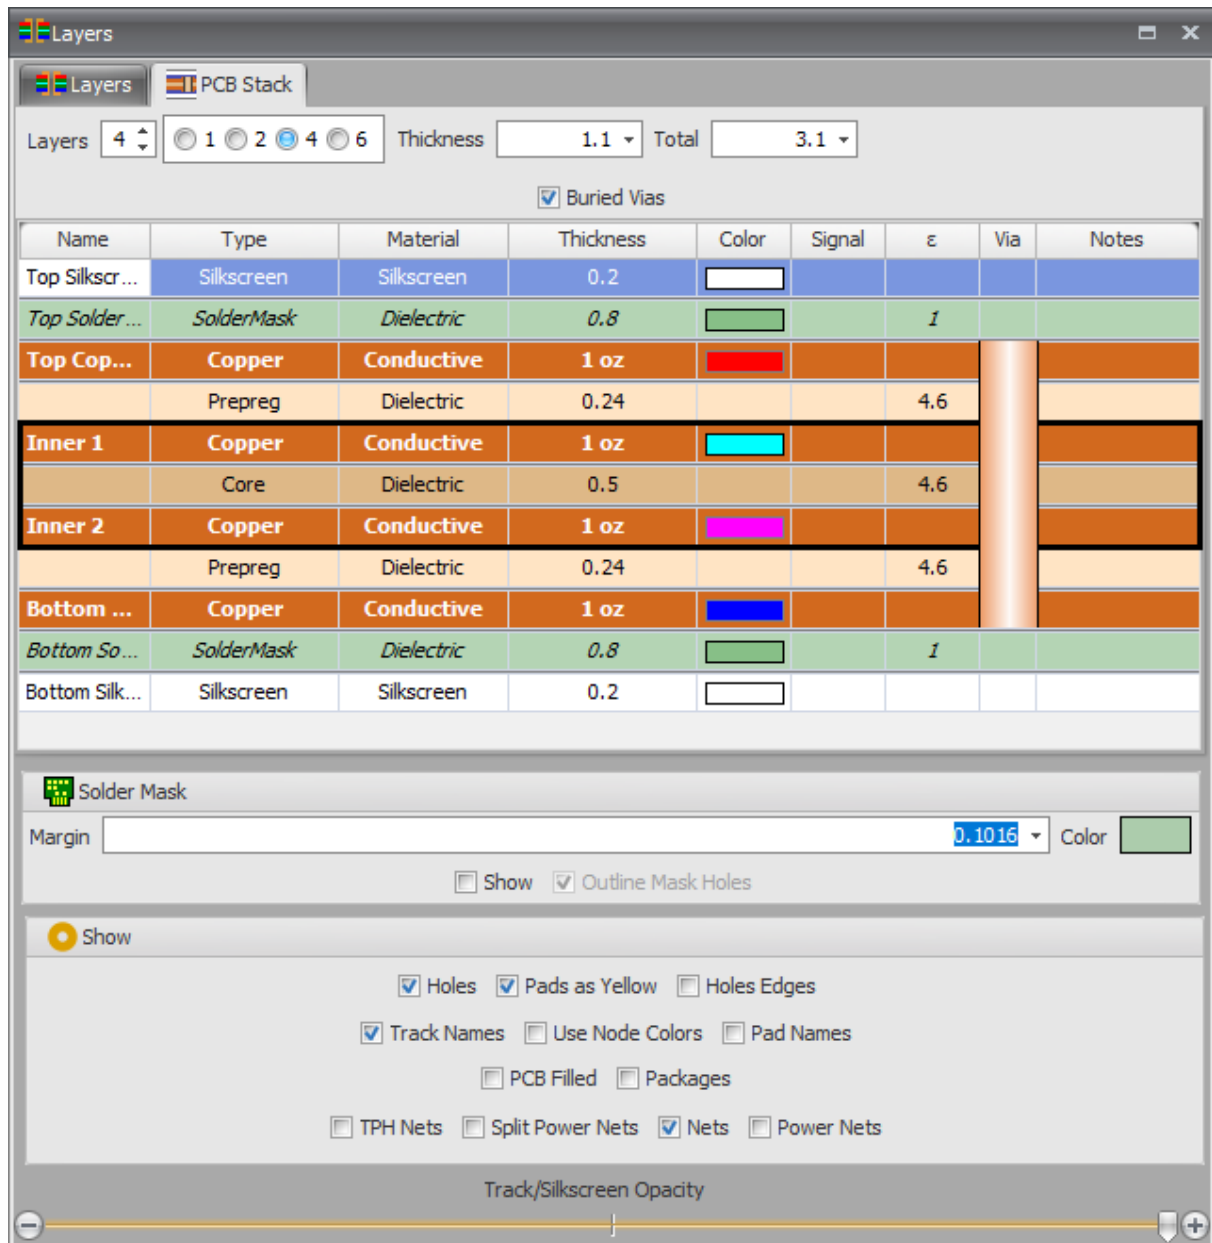 Layers
Layers PCB Stack
Layers 4 1 2 4 6 Thickness 1.1 Total 3.1
Buried Vias
Name Type Material Thickness Color Signal ε Via Notes
Top Silkscr... Silkscreen Silkscreen 0.2
Top Solder... SolderMask Dielectric 0.8 1
Top Cop... Copper Conductive 1 oz
Prepreg Dielectric 0.24 4.6
Inner 1 Copper Conductive 1 oz
Core Dielectric 0.5 4.6
Inner 2 Copper Conductive 1 oz
Prepreg Dielectric 0.24 4.6
Bottom ... Copper Conductive 1 oz
Bottom So... SolderMask Dielectric 0.8 1
Bottom Silk... Silkscreen Silkscreen 0.2
Solder Mask
Margin 0.1016 Color
Show Outline Mask Holes
Show
Holes Pads as Yellow Holes Edges
Track Names Use Node Colors Pad Names
PCB Filled Packages
TPH Nets Split Power Nets Nets Power Nets
Track/Silkscreen Opacity